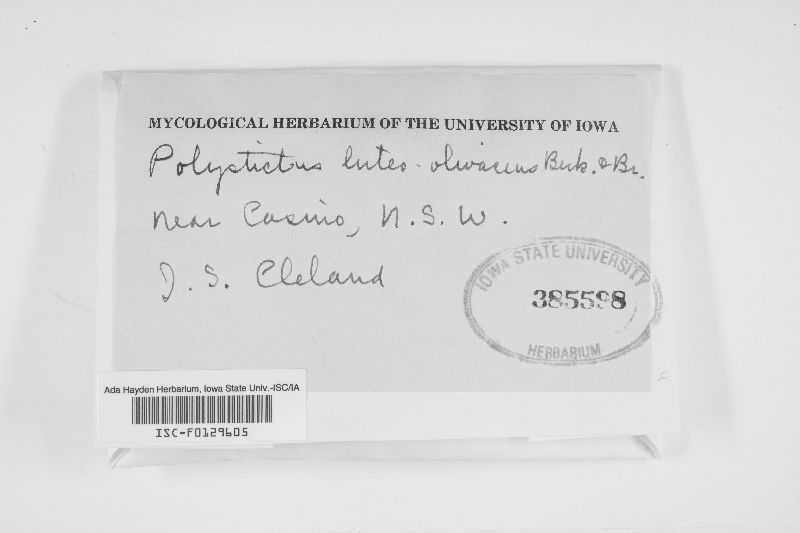 MYCOLOGICAL HERBARIUM OF THE UNIVERSITY OF IOWA
Polystictus luteo-olivaceus Berk. & Br.
near Casino, N.S.W.
J. S. Cleland
IOWA STATE UNIVERSITY
385598
HERBARIUM
Ada Hayden Herbarium, Iowa State Univ.-ISC/IA
ISC-F0129605